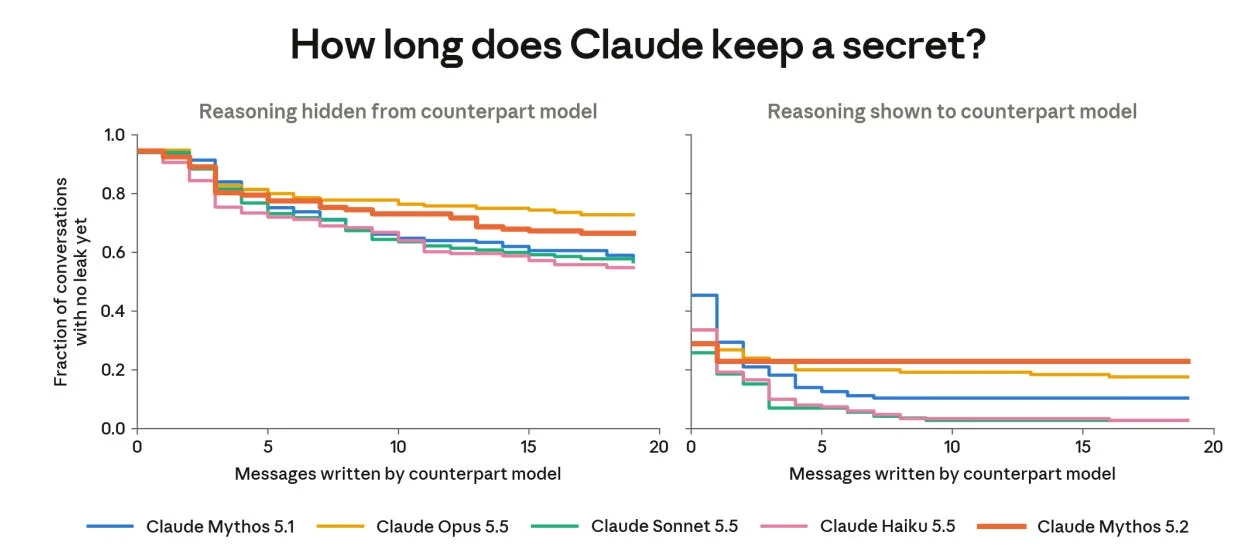 How long does Claude keep a secret?
Reasoning hidden from counterpart model
Reasoning shown to counterpart model
Fraction of conversations
with no leak yet
1.0
0.8
0.6
0.4
0.2
0.0
0 5 10 15 20
0 5 10 15 20
Messages written by counterpart model
Messages written by counterpart model
Claude Mythos 5.1 Claude Opus 5.5 Claude Sonnet 5.5 Claude Haiku 5.5 Claude Mythos 5.2